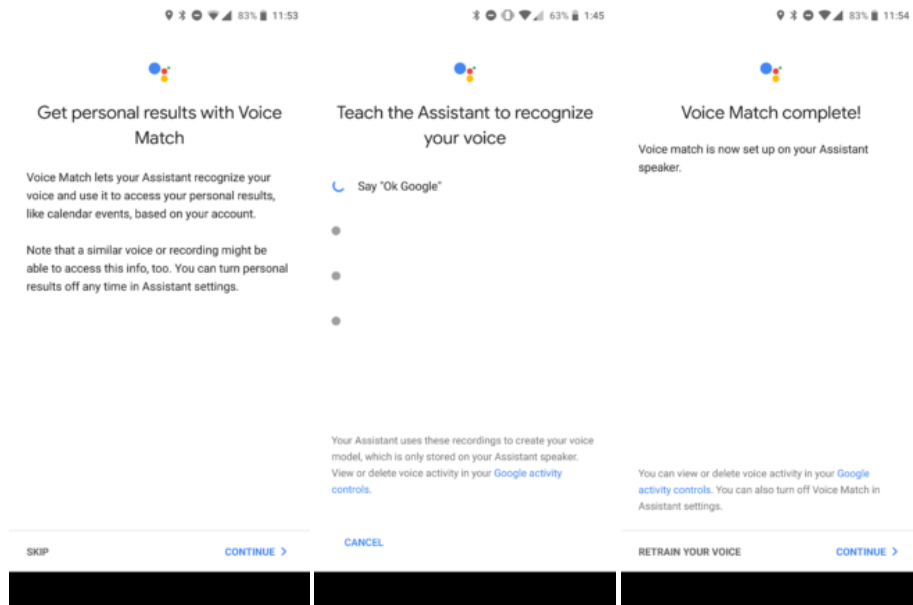 83% 11:53
Get personal results with Voice
Match
Voice Match lets your Assistant recognize your
voice and use it to access your personal results,
like calendar events, based on your account.
Note that a similar voice or recording might be
able to access this info, too. You can turn personal
results off any time in Assistant settings.
SKIP
CONTINUE
63% 1:45
Teach the Assistant to recognize
your voice
Say "Ok Google"
Your Assistant uses these recordings to create your voice
model, which is only stored on your Assistant speaker.
View or delete voice activity in your Google activity
controls.
CANCEL
83% 11:54
Voice Match complete!
Voice match is now set up on your Assistant
speaker.
You can view or delete voice activity in your Google
activity controls. You can also turn off Voice Match in
Assistant settings.
RETRAIN YOUR VOICE
CONTINUE